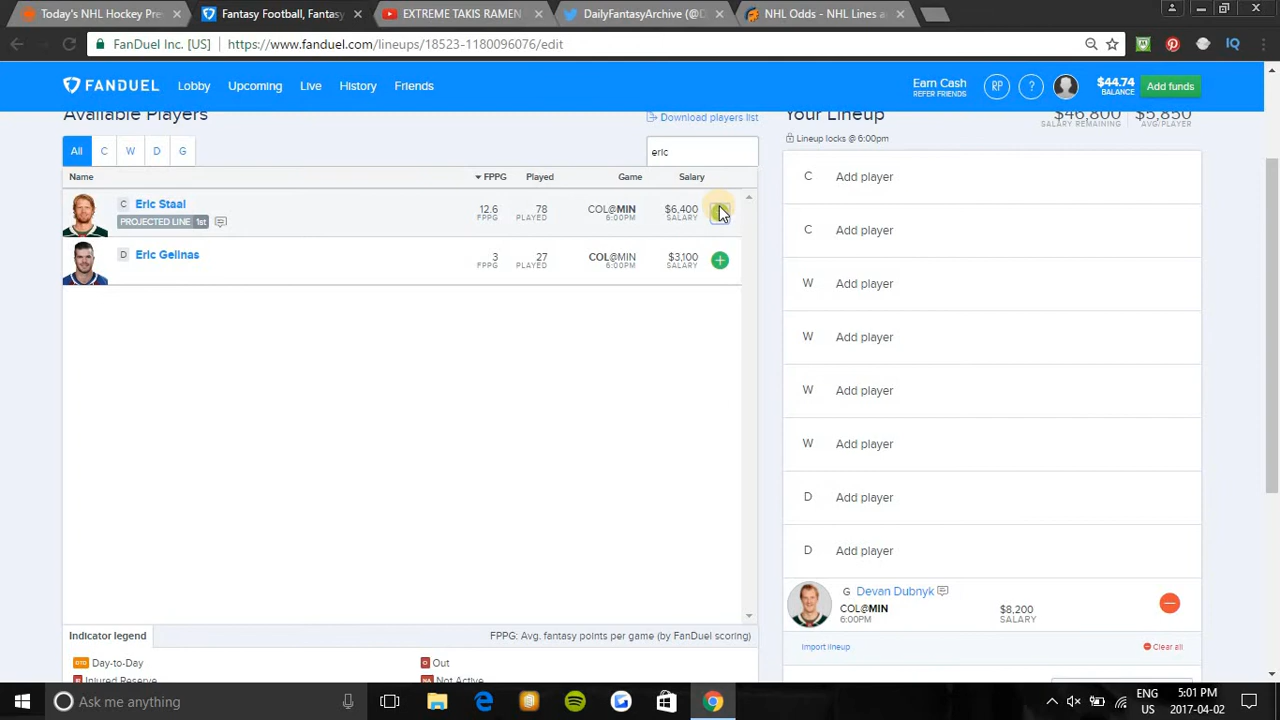 Today's NHL Hockey Pre
Fantasy Football, Fantasy
EXTREME TAKIS RAMEN
DailyFantasyArchive (@D
NHL Odds - NHL Lines a
FanDuel Inc. [US]
https://www.fanduel.com/lineups/18523-1180096076/edit
FANDUEL
Lobby
Upcoming
Live
History
Friends
Earn Cash
REFER FRIENDS
RP
?
$44.74
BALANCE
Add funds
Available Players
Download players list
All
C
W
D
G
eric
Name
FPPG
Played
Game
Salary
C Eric Staal
PROJECTED LINE 1st
12.6
FPPG
78
PLAYED
COL@MIN
6:00PM
$6,400
SALARY
D Eric Gelinas
3
FPPG
27
PLAYED
COL@MIN
6:00PM
$3,100
SALARY
Indicator legend
FPPG: Avg. fantasy points per game (by FanDuel scoring)
DTD Day-to-Day
O Out
Injured Reserve
NA Not Active
Your Lineup
$46,800
SALARY REMAINING
$5,850
AVG/PLAYER
Lineup locks @ 6:00pm
C Add player
C Add player
W Add player
W Add player
W Add player
W Add player
D Add player
D Add player
G Devan Dubnyk
COL@MIN
6:00PM
$8,200
SALARY
Import lineup
Clear all
Ask me anything
ENG
US
5:01 PM
2017-04-02